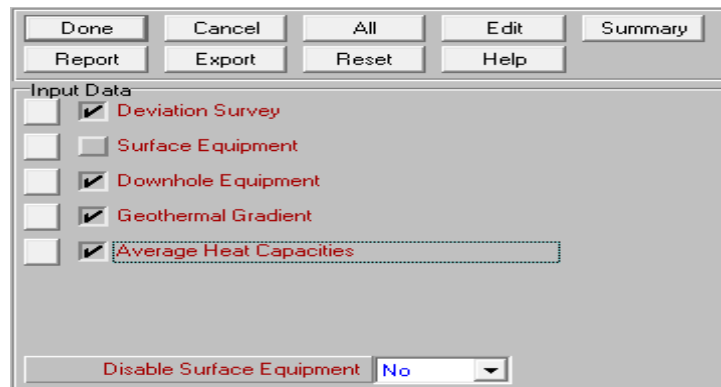 Done Cancel All Edit Summary
Report Export Reset Help
Input Data
Deviation Survey
Surface Equipment
Downhole Equipment
Geothermal Gradient
Average Heat Capacities
Disable Surface Equipment No